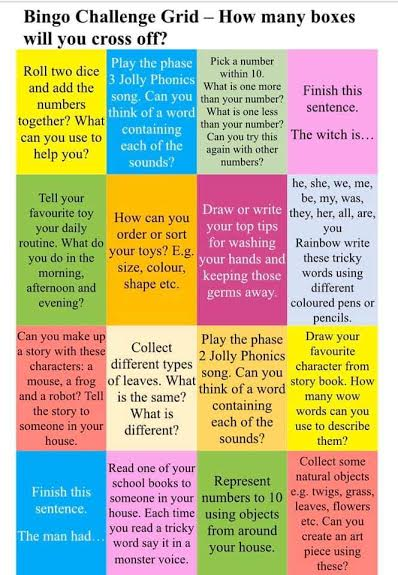 Bingo Challenge Grid – How many boxes
will you cross off?
Roll two dice
and add the
numbers
together? What
can you use to
help you?
Play the phase
3 Jolly Phonics
song. Can you
think of a word
containing
each of the
sounds?
Pick a number
within 10.
What is one more
than your number?
What is one less
than your number?
Can you try this
again with other
numbers?
Finish this
sentence.
The witch is…
Tell your
favourite toy
your daily
routine. What do
you do in the
morning,
afternoon and
evening?
How can you
order or sort
your toys? E.g.
size, colour,
shape etc.
Draw or write
your top tips
for washing
your hands and
keeping those
germs away.
he, she, we, me,
be, my, was,
they, her, all, are,
you
Rainbow write
these tricky
words using
different
coloured pens or
pencils.
Can you make up
a story with these
characters: a
mouse, a frog
and a robot? Tell
the story to
someone in your
house.
Collect
different types
of leaves. What
is the same?
What is
different?
Play the phase
2 Jolly Phonics
song. Can you
think of a word
containing
each of the
sounds?
Draw your
favourite
character from
story book. How
many wow
words can you
use to describe
them?
Finish this
sentence.
The man had…
Read one of your
school books to
someone in your
house. Each time
you read a tricky
word say it in a
monster voice.
Represent
numbers to 10
using objects
from around
your house.
Collect some
natural objects
e.g. twigs, grass,
leaves, flowers
etc. Can you
create an art
piece using
these?